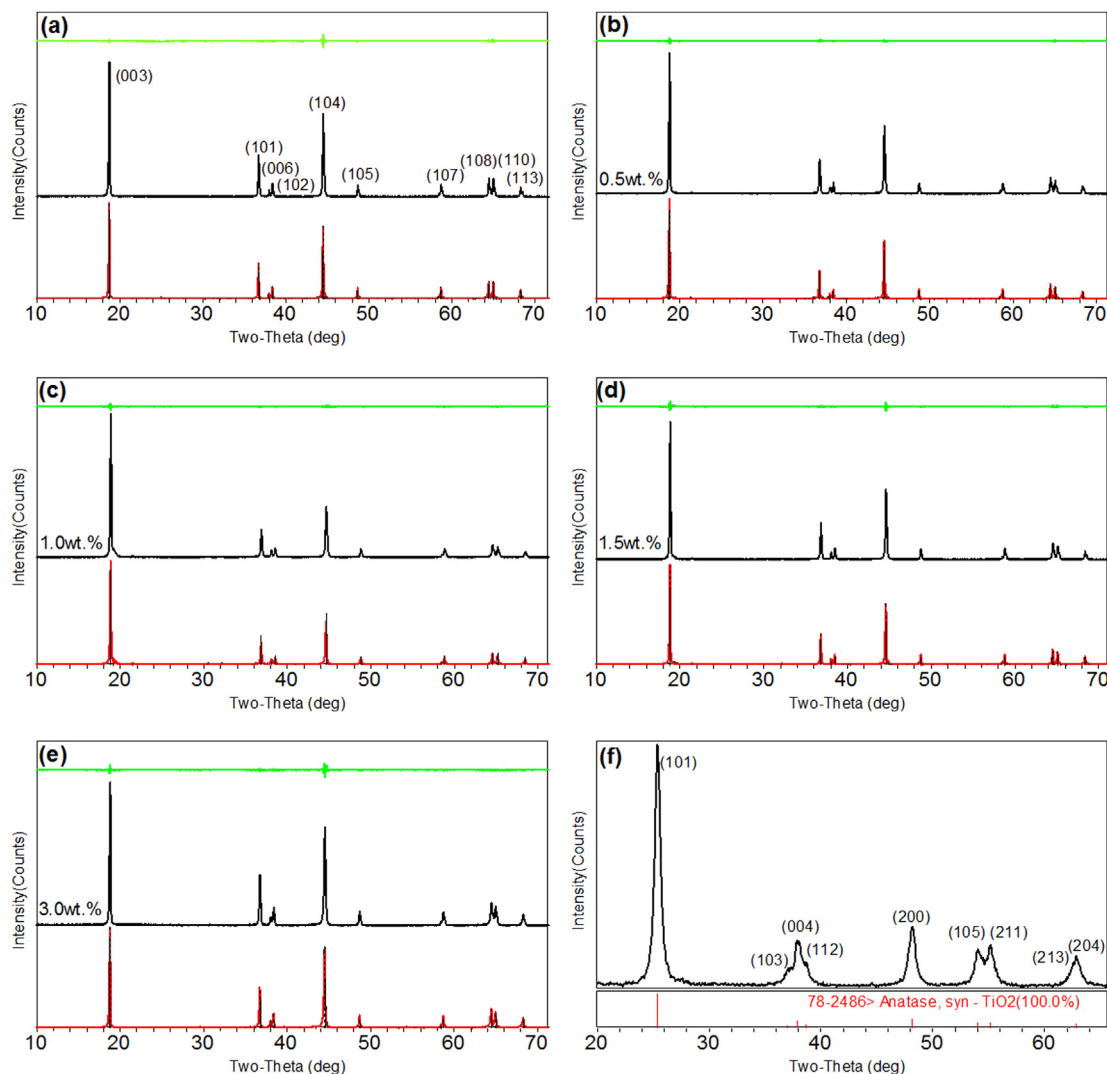 (a)
(003)
(104)
(101)
(006)
(102)
(105)
(107)
(108)(110)
(113)
Intensity(Counts)
10 20 30 40 50 60 70
Two-Theta (deg)
(b)
0.5wt.%
Intensity(Counts)
10 20 30 40 50 60 70
Two-Theta (deg)
(c)
1.0wt.%
Intensity(Counts)
10 20 30 40 50 60 70
Two-Theta (deg)
(d)
1.5wt.%
Intensity(Counts)
10 20 30 40 50 60 70
Two-Theta (deg)
(e)
3.0wt.%
Intensity(Counts)
10 20 30 40 50 60 70
Two-Theta (deg)
(f)
(101)
(103)
(004)
(112)
(200)
(105)
(211)
(213)
(204)
Intensity(Counts)
78-2486> Anatase, syn - TiO2(100.0%)
20 30 40 50 60
Two-Theta (deg)